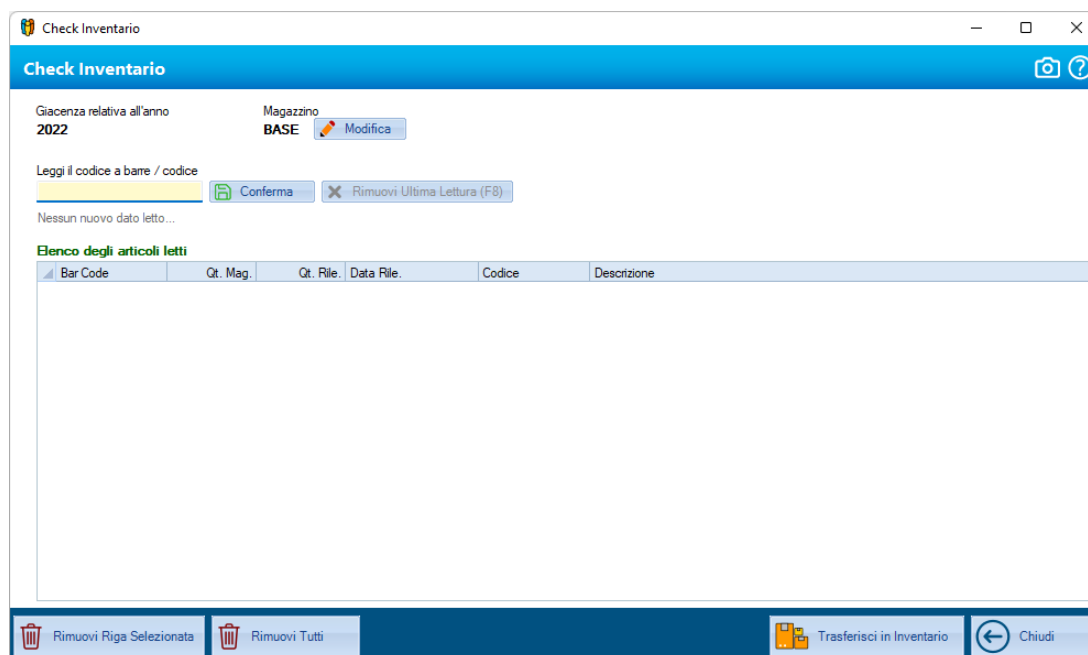 Check Inventario
Check Inventario
Giacenza relativa all'anno Magazzino
2022 BASE Modifica
Leggi il codice a barre / codice
Conferma Rimuovi Ultima Lettura (F8)
Nessun nuovo dato letto...
Elenco degli articoli letti
Bar Code Qt. Mag. Qt. Rile. Data Rile. Codice Descrizione
Rimuovi Riga Selezionata Rimuovi Tutti Trasferisci in Inventario Chiudi